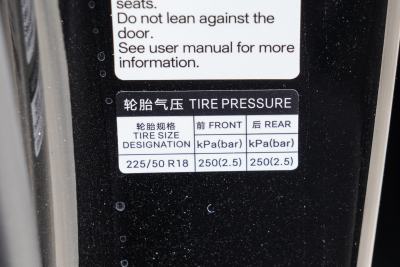 seats.
Do not lean against the
door.
See user manual for more
information.
轮胎气压 TIRE PRESSURE
轮胎规格
TIRE SIZE
DESIGNATION
前 FRONT
后 REAR
kPa(bar)
kPa(bar)
225/50 R18
250(2.5)
250(2.5)